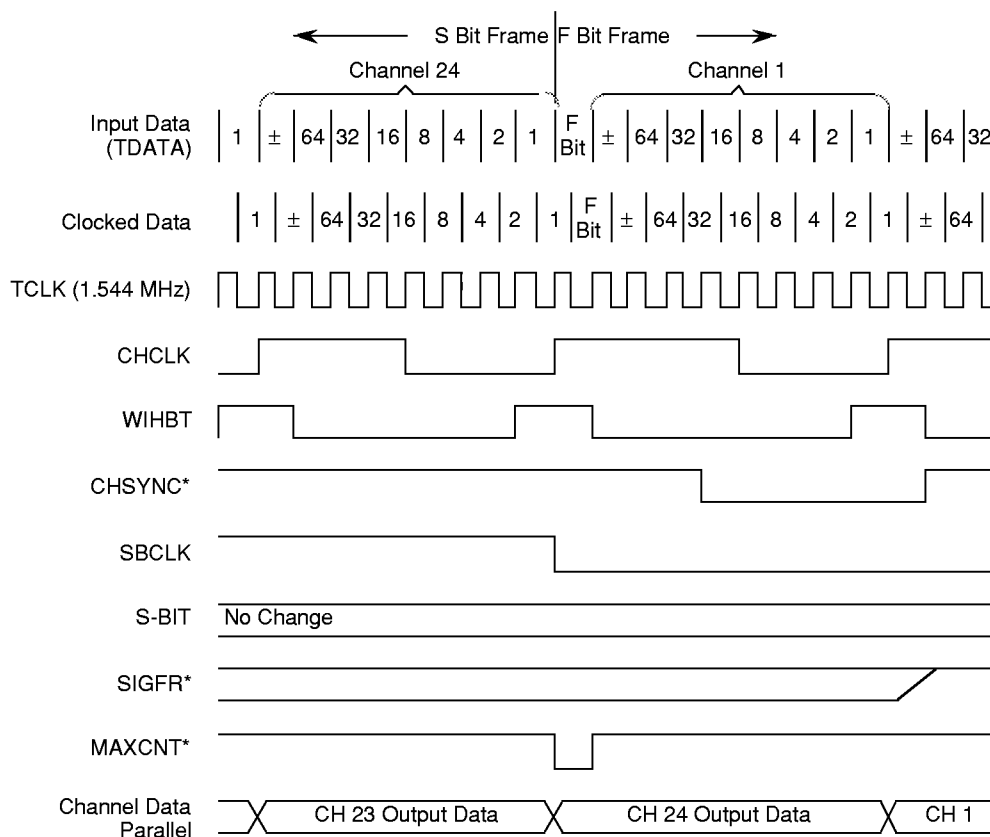 S Bit Frame F Bit Frame
Channel 24 Channel 1
Input Data
(TDATA)
1 ± 64 32 16 8 4 2 1 F Bit ± 64 32 16 8 4 2 1 ± 64 32
Clocked Data 1 ± 64 32 16 8 4 2 1 F Bit ± 64 32 16 8 4 2 1 ± 64
TCLK (1.544 MHz)
CHCLK
WIHBT
CHSYNC*
SBCLK
S-BIT No Change
SIGFR*
MAXCNT*
Channel Data
Parallel
CH 23 Output Data CH 24 Output Data CH 1